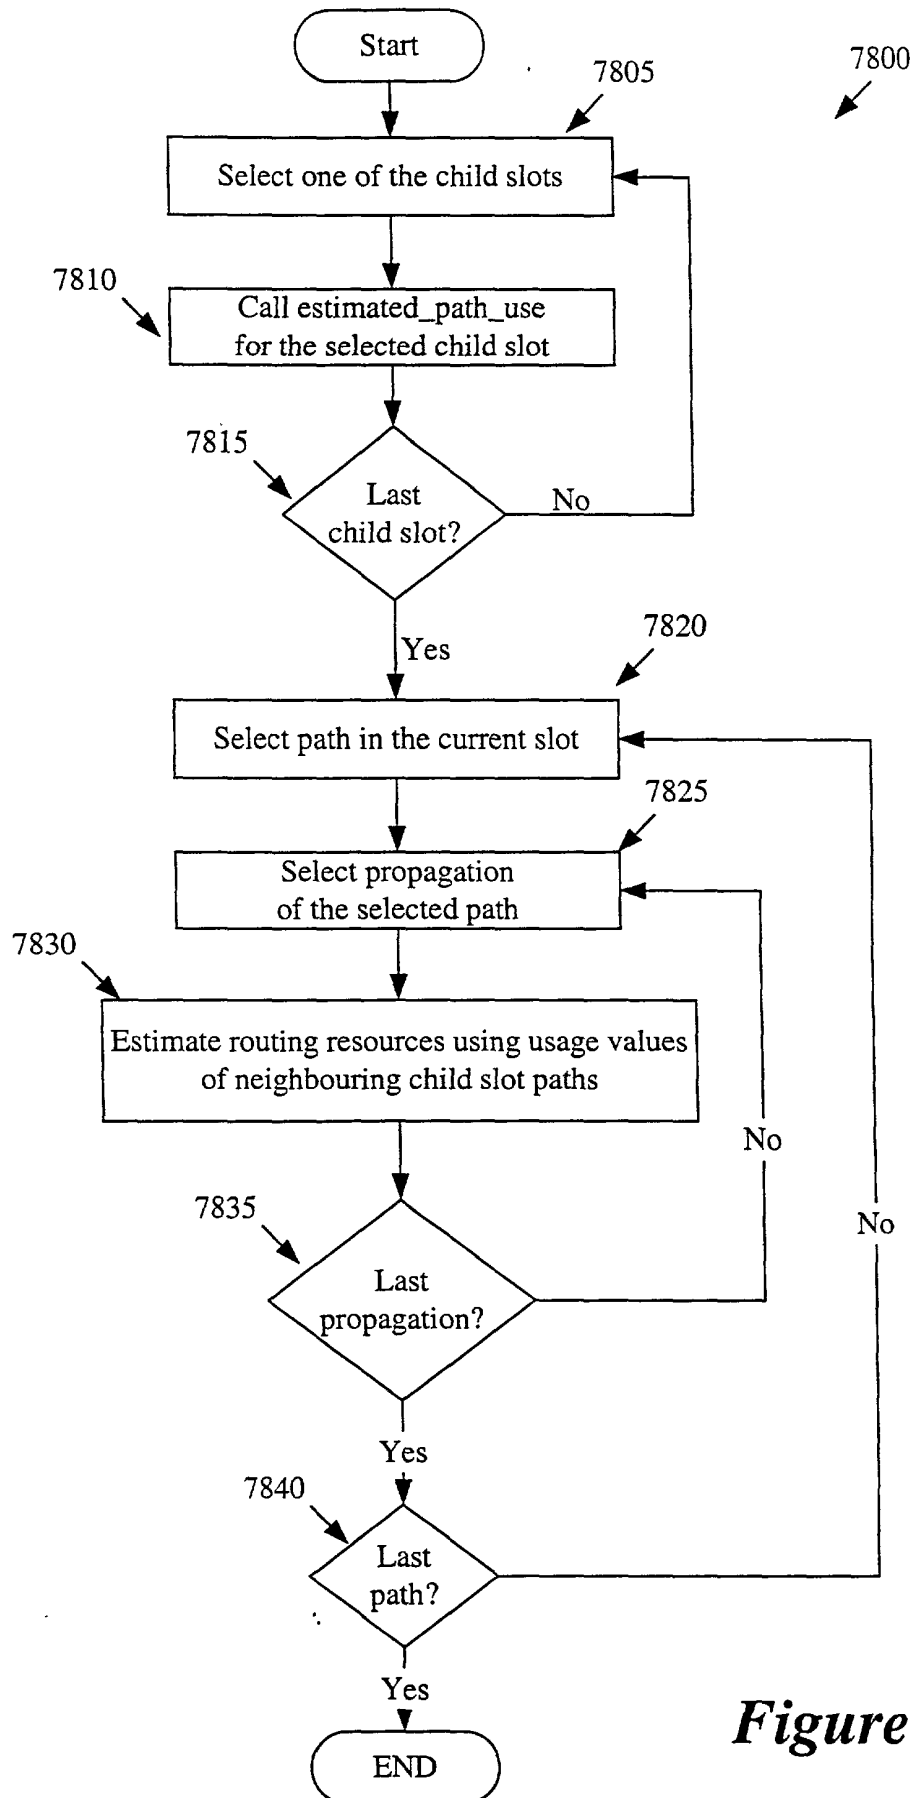 Start
7800
7805
Select one of the child slots
7810
Call estimated_path_use
for the selected child slot
7815
Last
child slot?
No
Yes
7820
Select path in the current slot
7825
Select propagation
of the selected path
7830
Estimate routing resources using usage values
of neighbouring child slot paths
No
7835
No
Last
propagation?
Yes
7840
Last
path?
Yes
Figure
END